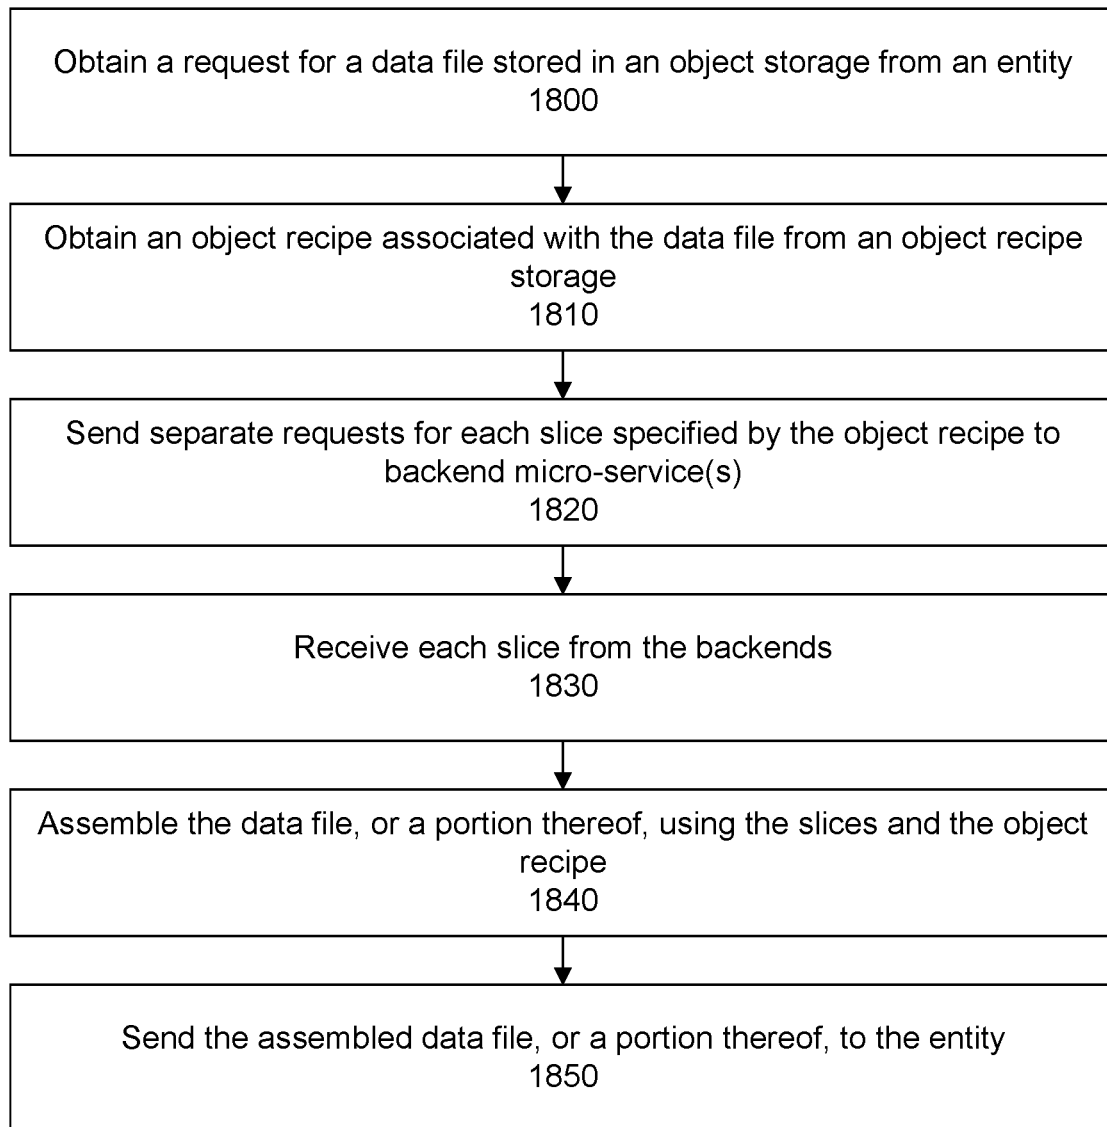 Obtain a request for a data file stored in an object storage from an entity
1800
Obtain an object recipe associated with the data file from an object recipe
storage
1810
Send separate requests for each slice specified by the object recipe to
backend micro-service(s)
1820
Receive each slice from the backends
1830
Assemble the data file, or a portion thereof, using the slices and the object
recipe
1840
Send the assembled data file, or a portion thereof, to the entity
1850